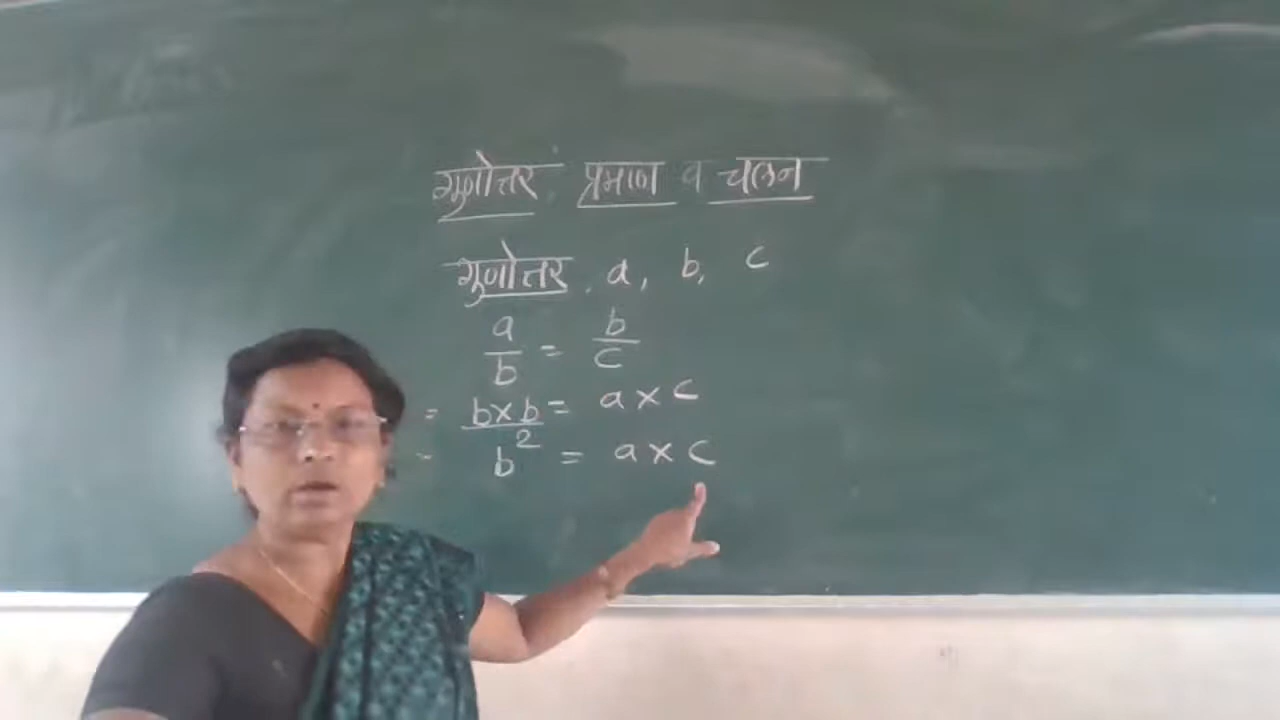 गुणोत्तर प्रमाण व चलन
गुणोत्तर, a, b, c
a/b = b/c
= b×b = a×c
- b² = a×c